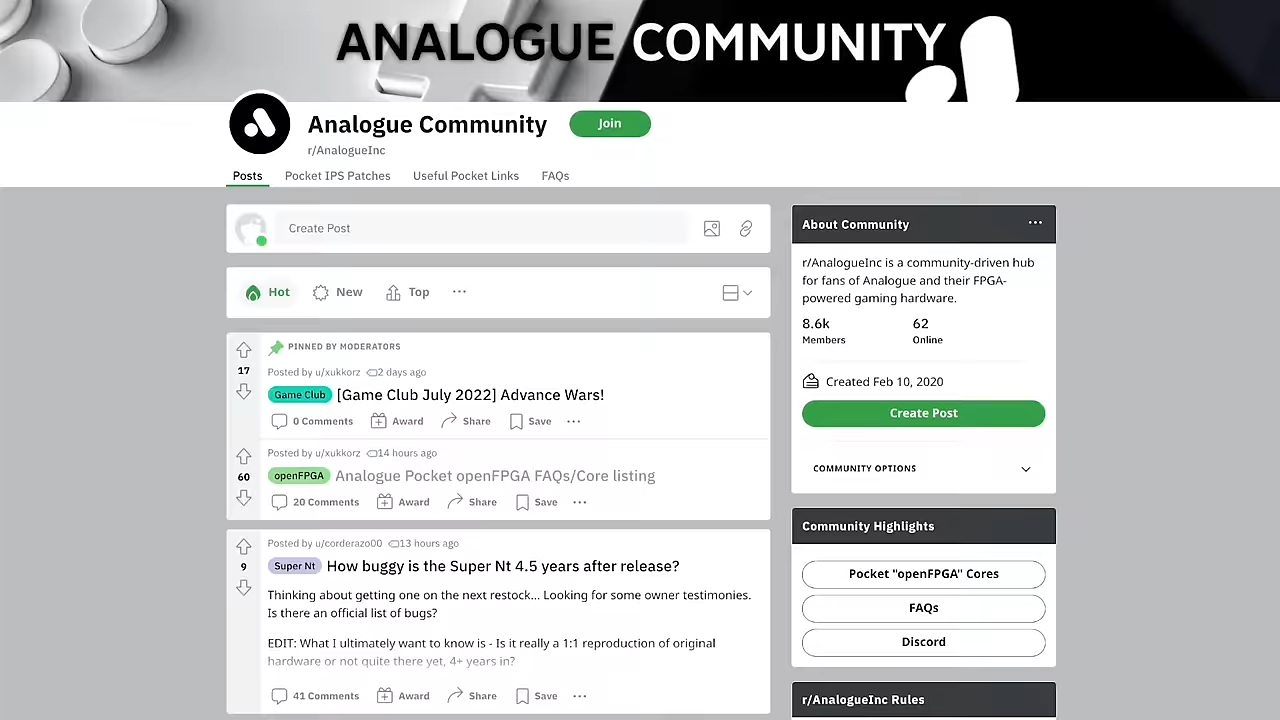 ANALOGUE COMMUNITY
Analogue Community
Join
r/AnalogueInc
Posts
Pocket IPS Patches
Useful Pocket Links
FAQs
Create Post
Hot
New
Top
PINNED BY MODERATORS
17
Posted by u/xukkorz 2 days ago
Game Club [Game Club July 2022] Advance Wars!
0 Comments Award Share Save
Posted by u/xukkorz 14 hours ago
60
openFPGA Analogue Pocket openFPGA FAQs/Core listing
20 Comments Award Share Save
Posted by u/corderazo00 13 hours ago
9
Super Nt How buggy is the Super Nt 4.5 years after release?
Thinking about getting one on the next restock... Looking for some owner testimonies.
Is there an official list of bugs?
EDIT: What I ultimately want to know is - Is it really a 1:1 reproduction of original
hardware or not quite there yet, 4+ years in?
41 Comments Award Share Save
About Community
r/AnalogueInc is a community-driven hub
for fans of Analogue and their FPGA-
powered gaming hardware.
8.6k 62
Members Online
Created Feb 10, 2020
Create Post
COMMUNITY OPTIONS
Community Highlights
Pocket "openFPGA" Cores
FAQs
Discord
r/AnalogueInc Rules